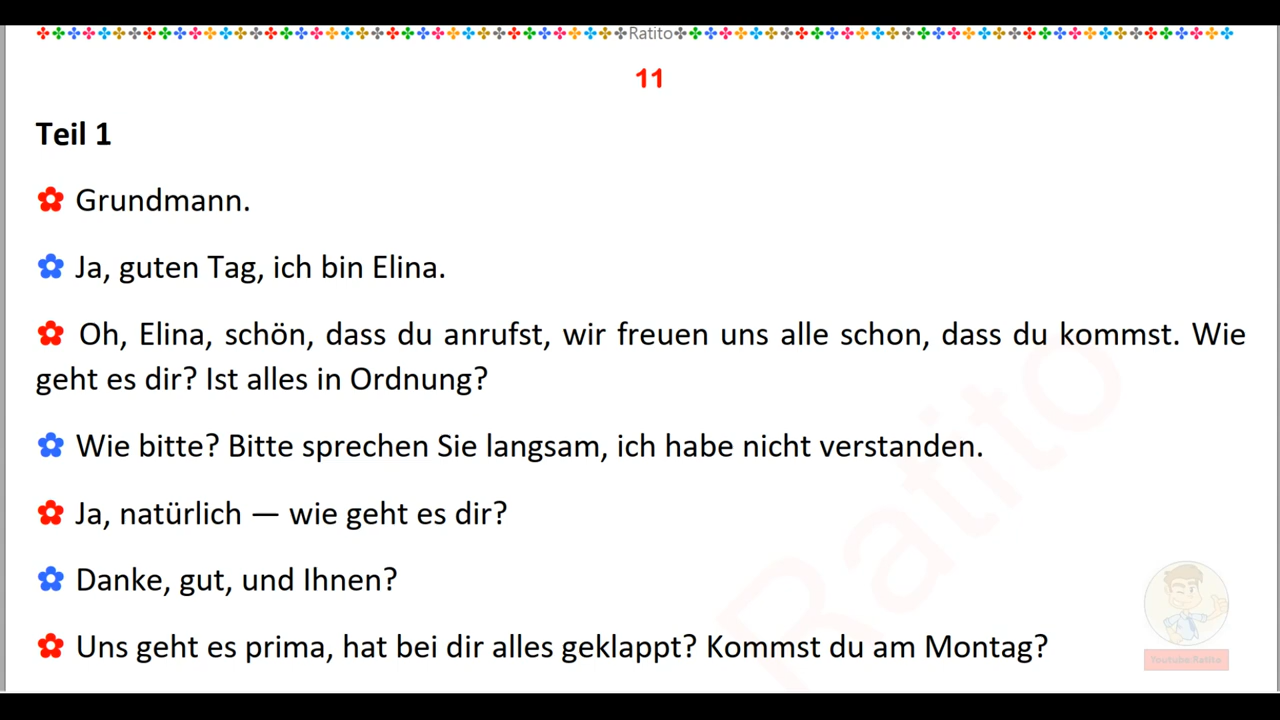 Ratito
11
Teil 1
Grundmann.
Ja, guten Tag, ich bin Elina.
Oh, Elina, schön, dass du anrufst, wir freuen uns alle schon, dass du kommst. Wie
geht es dir? Ist alles in Ordnung?
Wie bitte? Bitte sprechen Sie langsam, ich habe nicht verstanden.
Ja, natürlich — wie geht es dir?
Danke, gut, und Ihnen?
Uns geht es prima, hat bei dir alles geklappt? Kommst du am Montag?
Ratito
Youtube:Ratito